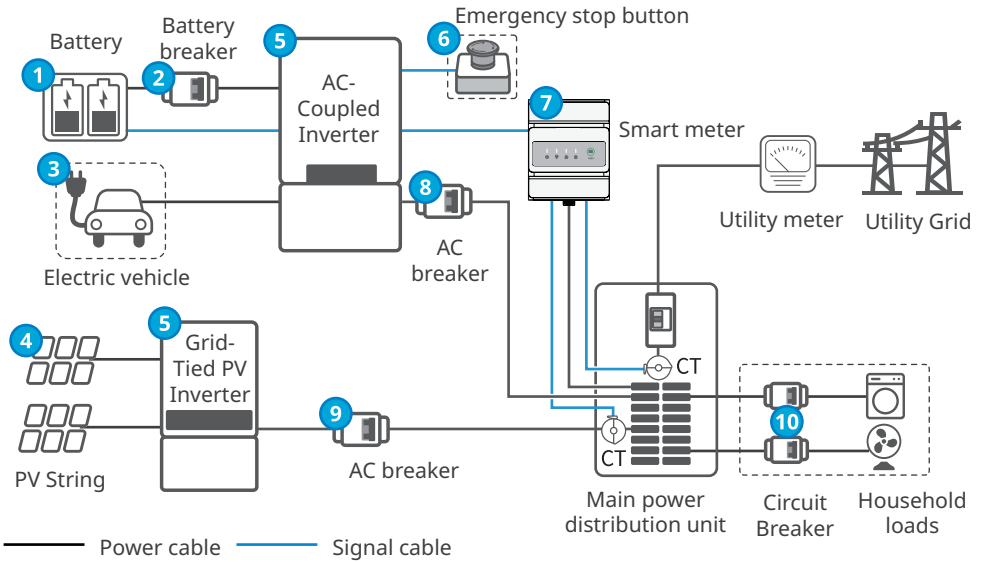 Emergency stop button
Battery
Battery
breaker
5
6
1
2
AC-
Coupled
Inverter
7
Smart meter
3
8
Utility meter
Utility Grid
AC
breaker
Electric vehicle
4
5
Grid-
Tied PV
Inverter
CT
9
10
CT
AC breaker
PV String
Main power
distribution unit
Circuit
Breaker
Household
loads
Power cable
Signal cable